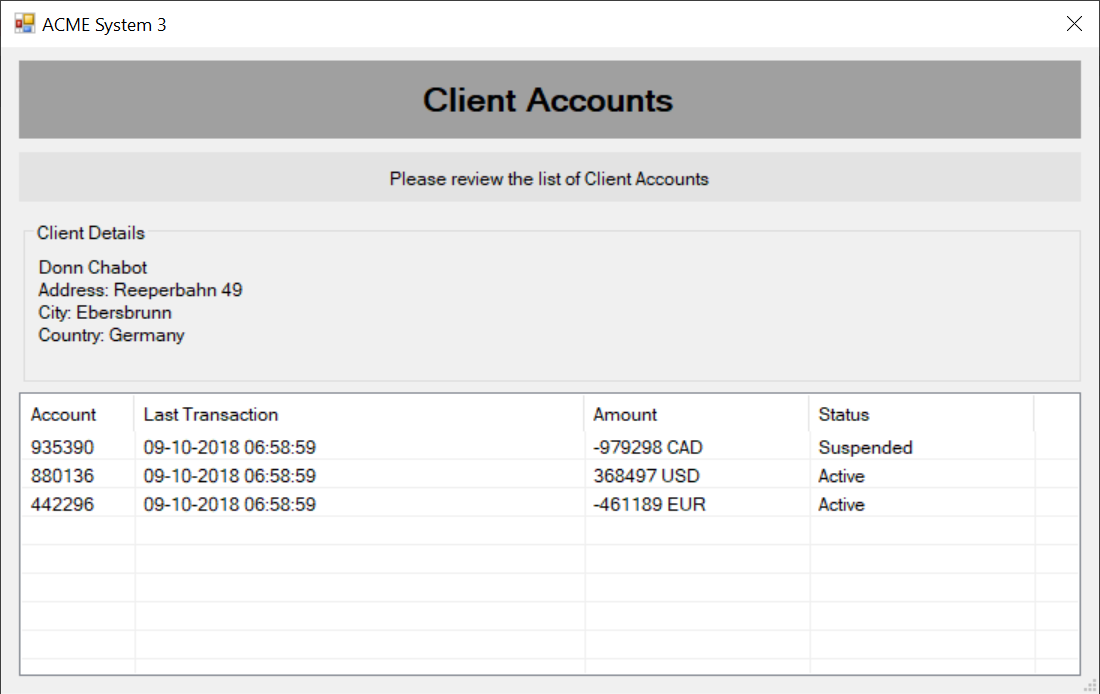 ACME System 3
Client Accounts
Please review the list of Client Accounts
Client Details
Donn Chabot
Address: Reeperbahn 49
City: Ebersbrunn
Country: Germany
Account Last Transaction Amount Status
935390 09-10-2018 06:58:59 -979298 CAD Suspended
880136 09-10-2018 06:58:59 368497 USD Active
442296 09-10-2018 06:58:59 -461189 EUR Active